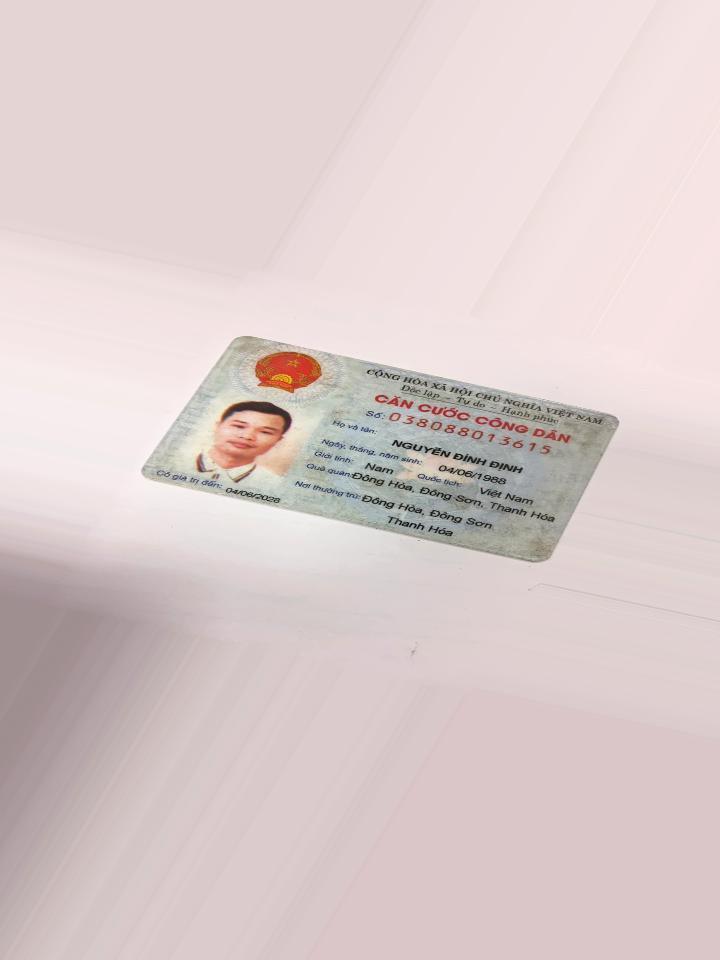 CỘNG HÒA XÃ HỘI CHỦ NGHĨA VIỆT NAM
Độc lập - Tự do - Hạnh phúc
CĂN CƯỚC CÔNG DÂN
Số: 038088013615
Họ và tên:
NGUYỄN ĐÌNH ĐỊNH
Ngày, tháng, năm sinh: 04/06/1988
Giới tính: Nam Quốc tịch: Việt Nam
Quê quán: Đông Hòa, Đông Sơn, Thanh Hóa
Nơi thường trú: Đông Hòa, Đông Sơn
Thanh Hóa
Có giá trị đến: 04/06/2028